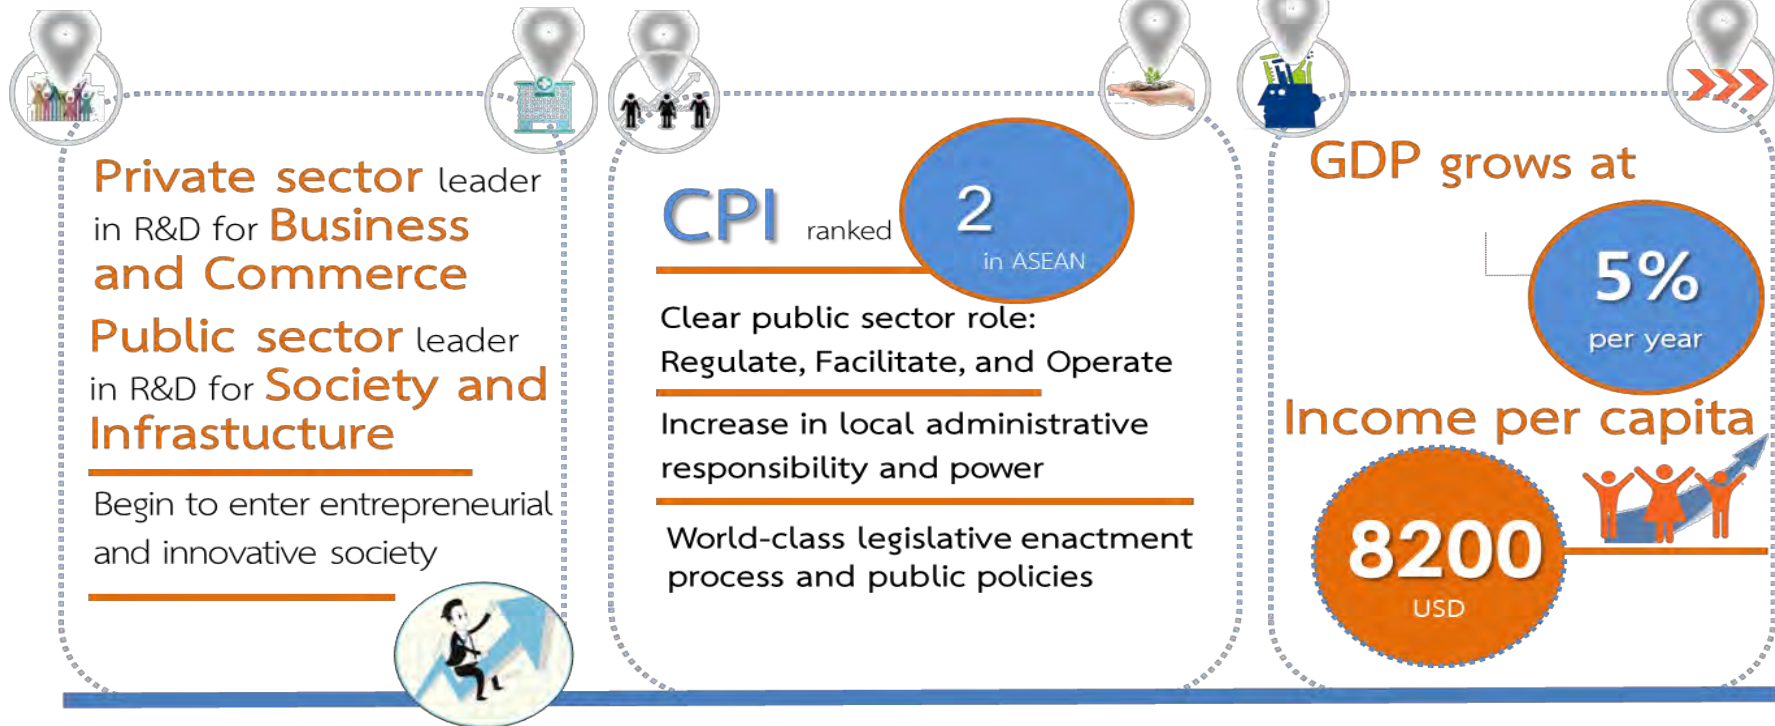 Private sector leader
in R&D for Business
and Commerce
Public sector leader
in R&D for Society and
Infrastucture
Begin to enter entrepreneurial
and innovative society
CPI ranked 2
in ASEAN
Clear public sector role:
Regulate, Facilitate, and Operate
Increase in local administrative
responsibility and power
World-class legislative enactment
process and public policies
GDP grows at
5%
per year
Income per capita
8200
USD